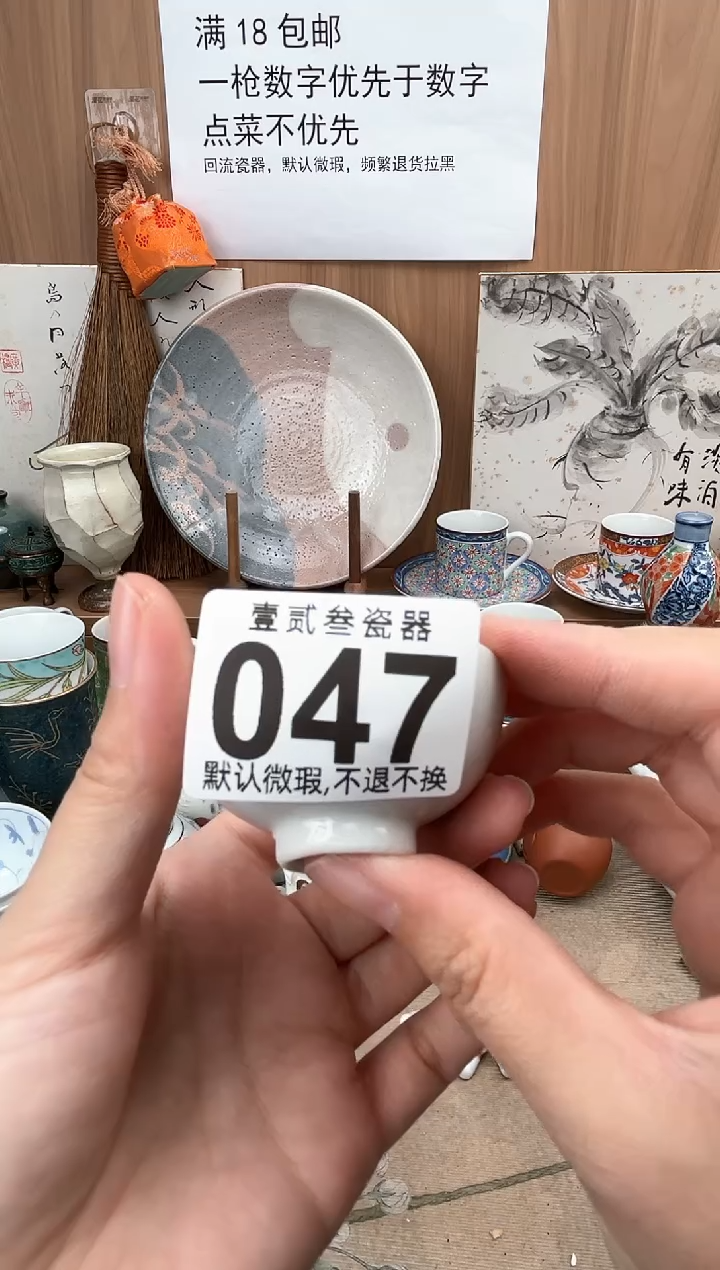 满 18 包邮
一枪数字优先于数字
点菜不优先
回流瓷器，默认微瑕，频繁退货拉黑
有
味
壹贰叁瓷器
047
默认微瑕,不退不换